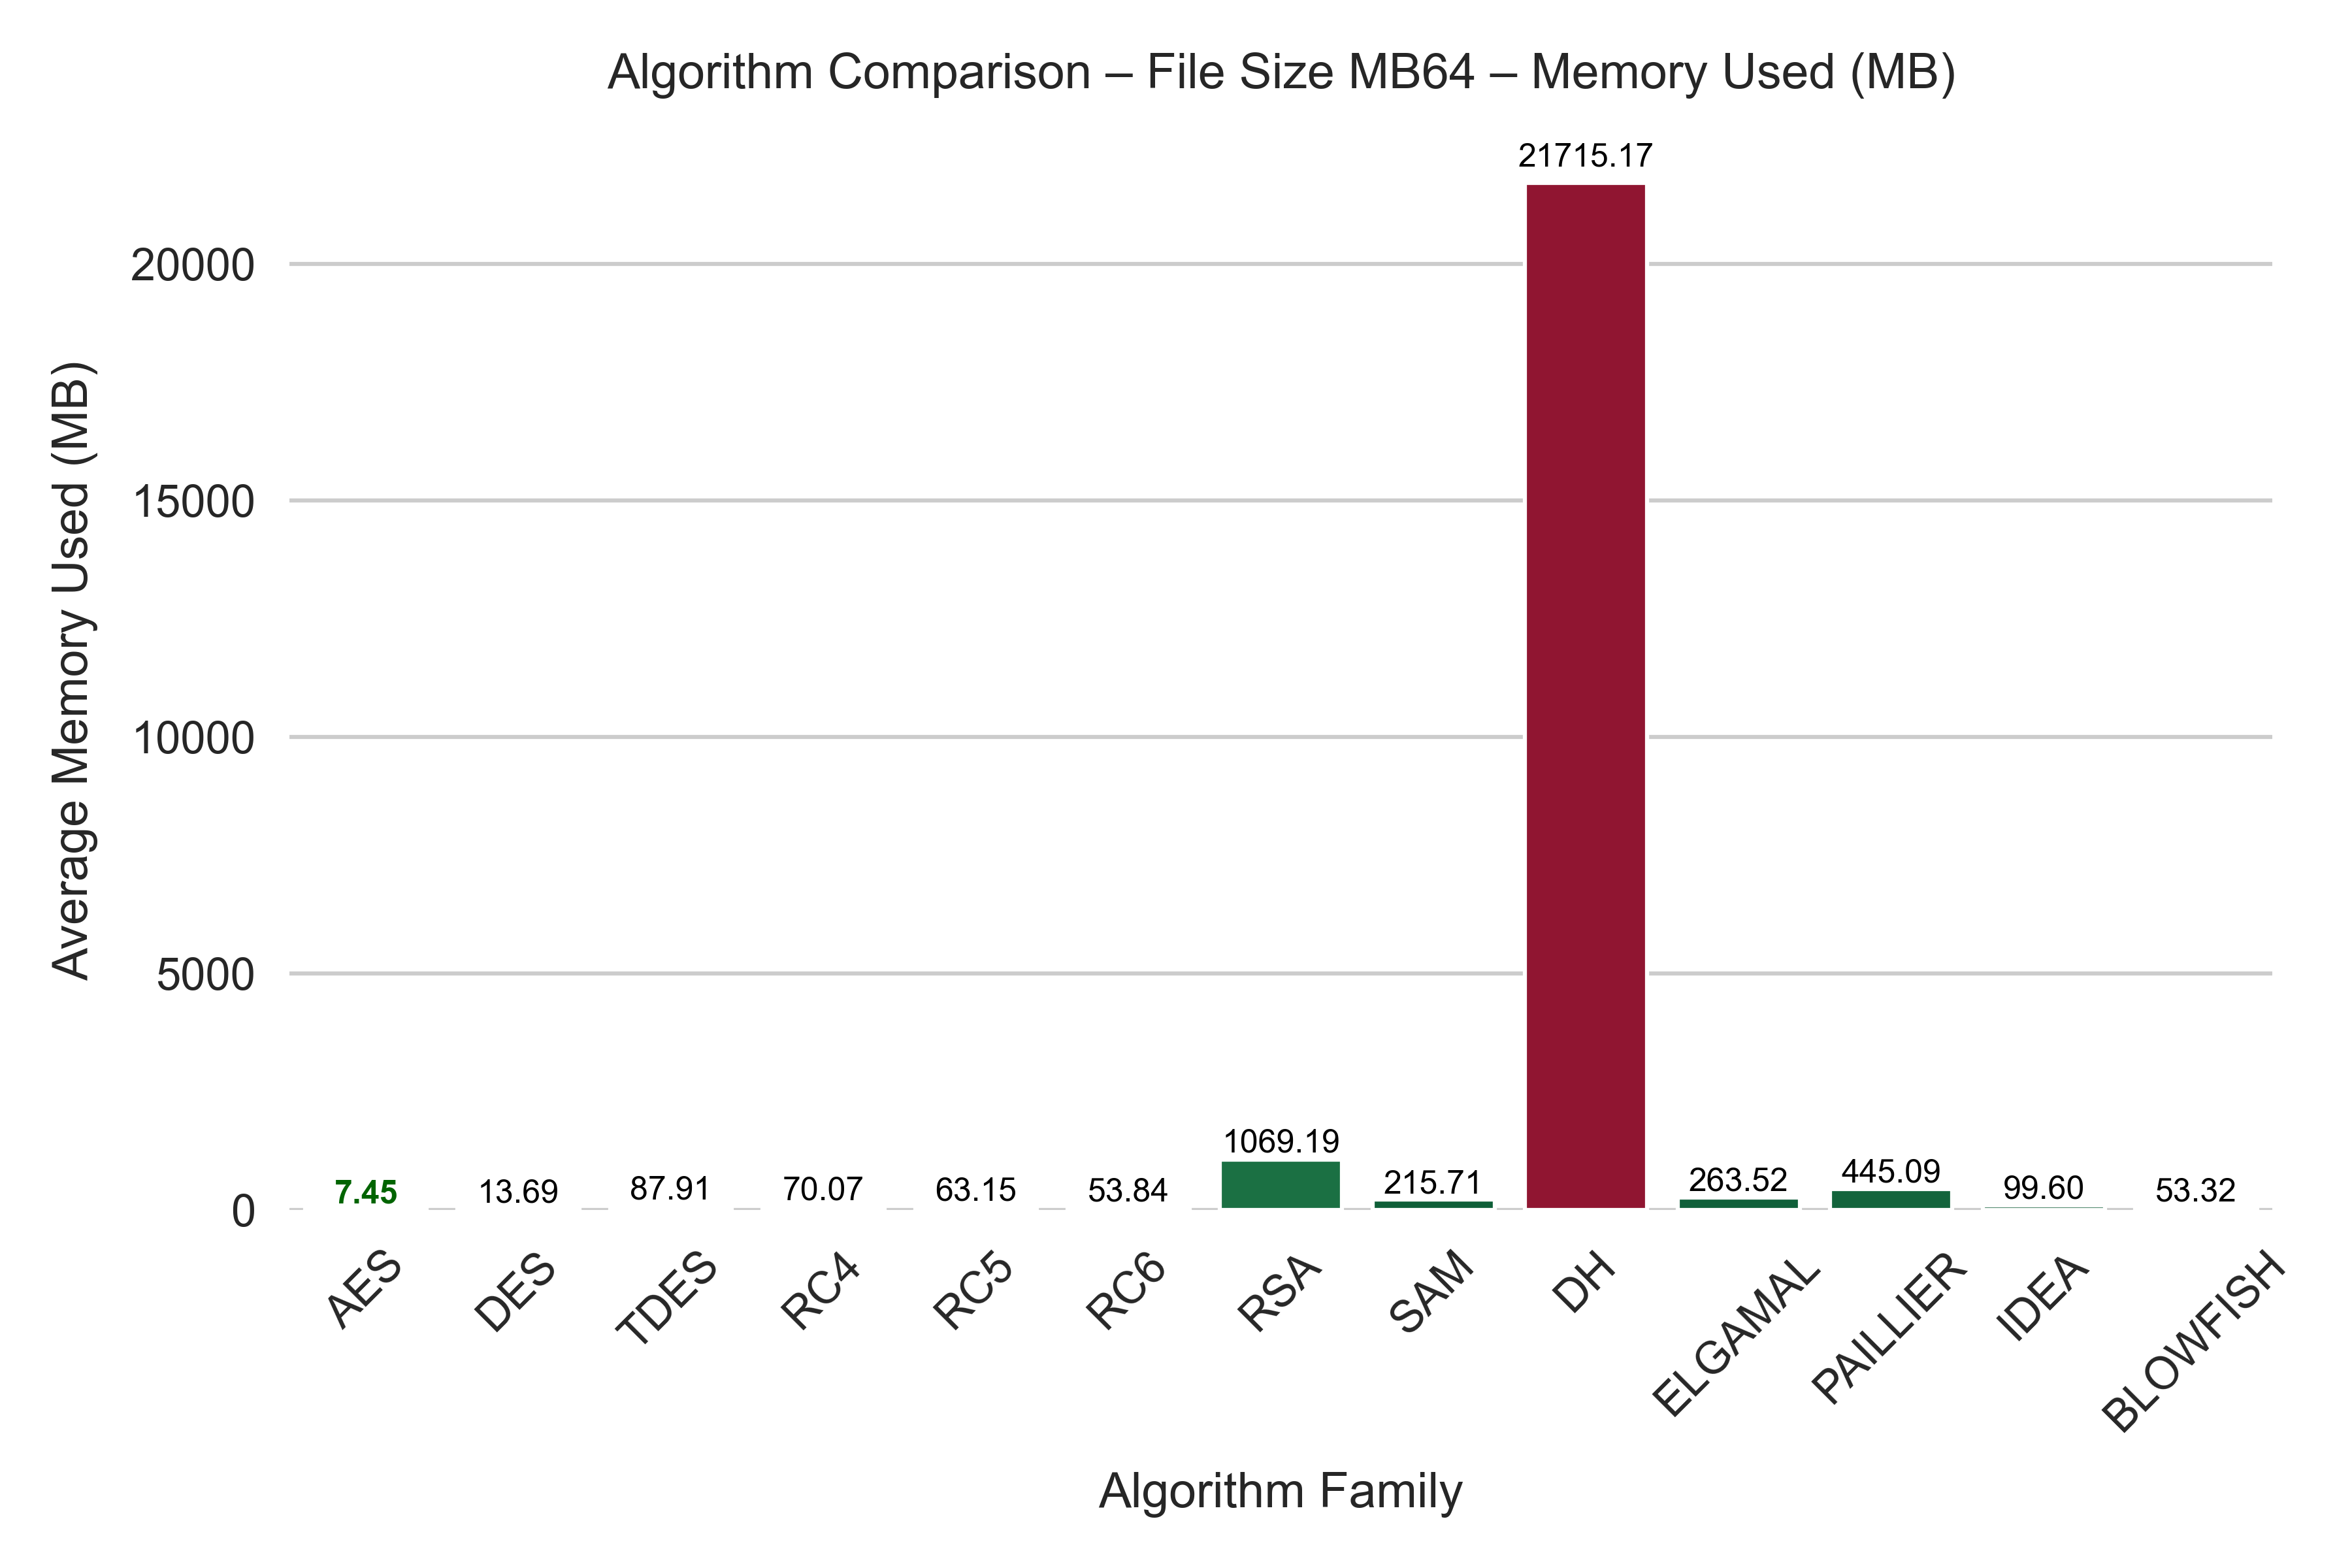 Algorithm Comparison – File Size MB64 – Memory Used (MB)
Average Memory Used (MB)
20000
15000
10000
5000
0
7.45
13.69
87.91
70.07
63.15
53.84
1069.19
215.71
21715.17
263.52
445.09
99.60
53.32
AES
DES
TDES
RC4
RC5
RC6
RSA
SAM
DH
ELGAMAL
PAILLIER
IDEA
BLOWFISH
Algorithm Family